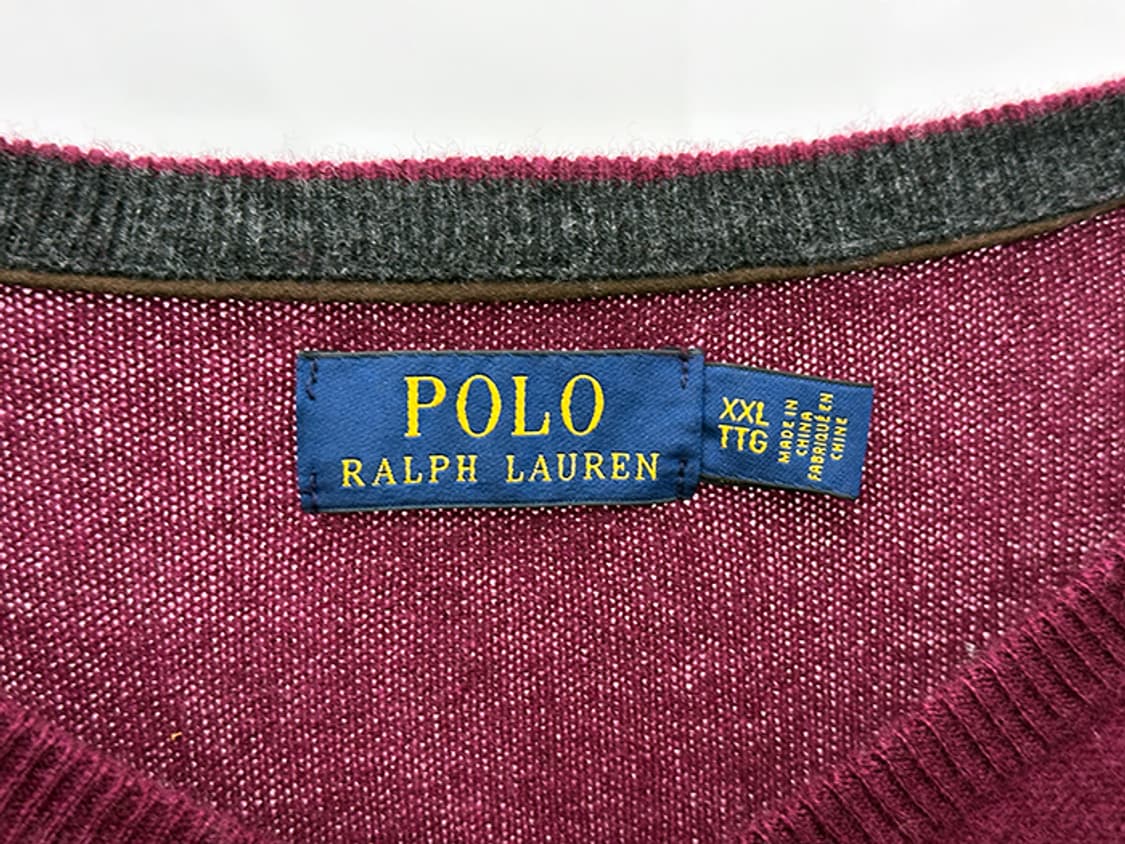 POLO
RALPH LAUREN
XXL
TTG
MADE IN
CHINA
FABRIQUÉ EN
CHINE